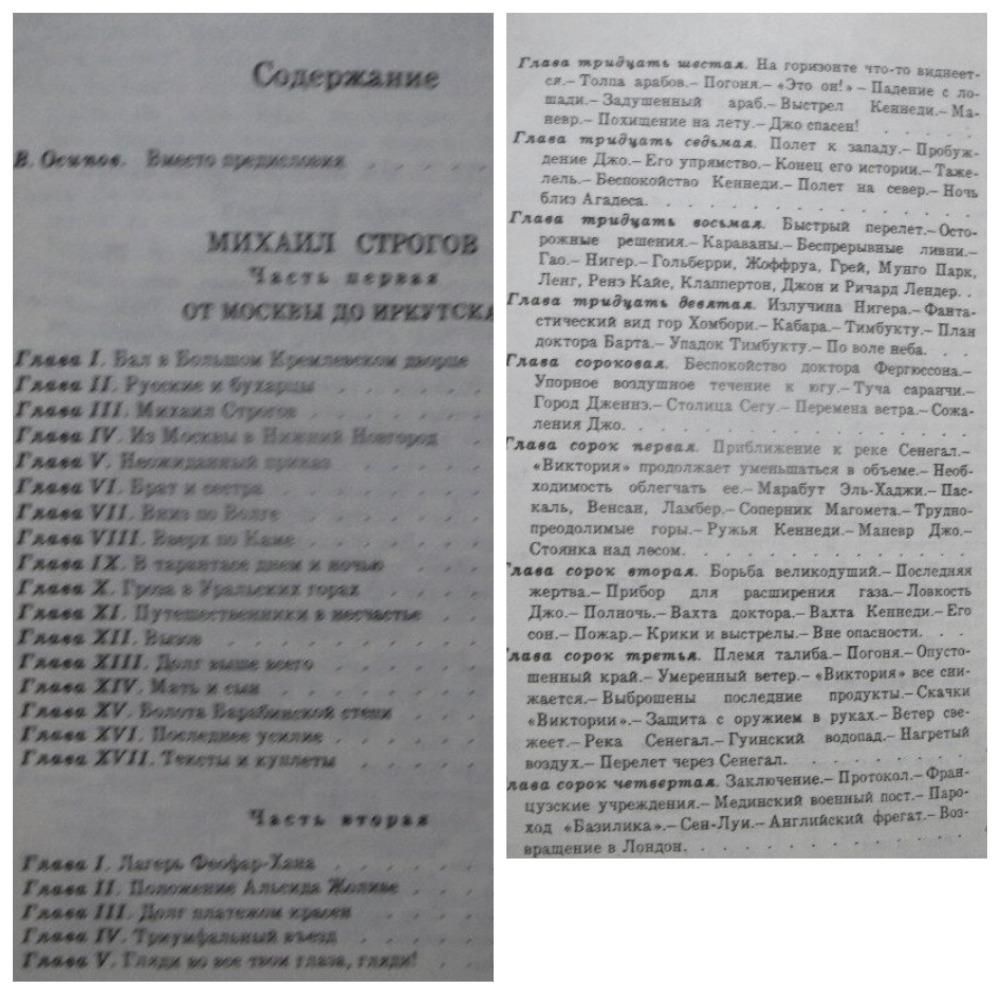 Содержание
В. Осипов. Вместо предисловия
МИХАИЛ СТРОГОВ
Часть первая
ОТ МОСКВЫ ДО ИРКУТСКА
Глава I. Бал в Большом Кремлевском дворце
Глава II. Русские и бухарцы
Глава III. Михаил Строгов
Глава IV. Из Москвы в Нижний Новгород
Глава V. Неожиданный приказ
Глава VI. Брат и сестра
Глава VII. Вниз по Волге
Глава VIII. Вверх по Каме
Глава IX. В тарантасе днем и ночью
Глава X. Гроза в Уральских горах
Глава XI. Путешественники в несчастье
Глава XII. Вызов
Глава XIII. Долг выше всего
Глава XIV. Мать и сын
Глава XV. Болота Барабинской степи
Глава XVI. Последнее усилие
Глава XVII. Тексты и куплеты
Часть вторая
Глава I. Лагерь Феофар-Хана
Глава II. Положение Альсида Жоливе
Глава III. Долг платежом красен
Глава IV. Триумфальный въезд
Глава V. Гляди во все твои глаза, гляди!
Глава тридцать шестая. На горизонте что-то виднеет-
ся.– Толпа арабов.– Погоня.– «Это он!» – Падение с ло-
шади.– Задушенный араб.– Выстрел Кеннеди.– Ма-
невр.– Похищение на лету.– Джо спасен!
Глава тридцать седьмая. Полет к западу.– Пробуж-
дение Джо.– Его упрямство.– Конец его истории.– Таже-
лель.– Беспокойство Кеннеди.– Полет на север.– Ночь
близ Агадеса.
Глава тридцать восьмая. Быстрый перелет.– Осто-
рожные решения.– Караваны.– Беспрерывные ливни.–
Гао.– Нигер.– Гольберри, Жоффруа, Грей, Мунго Парк,
Ленг, Ренэ Кайе, Клаппертон, Джон и Ричард Лендер.
Глава тридцать девятая. Излучина Нигера.– Фанта-
стический вид гор Хомбори.– Кабара.– Тимбукту.– План
доктора Барта.– Упадок Тимбукту.– По воле неба.
Глава сороковая. Беспокойство доктора Фергюссона.–
Упорное воздушное течение к югу.– Туча саранчи.–
Город Дженнэ.– Столица Сегу.– Перемена ветра.– Сожа-
ления Джо.
Глава сорок первая. Приближение к реке Сенегал.–
«Виктория» продолжает уменьшаться в объеме.– Необ-
ходимость облегчать ее.– Марабут Эль-Хаджи.– Пас-
каль, Венсан, Ламбер.– Соперник Магомета.– Трудно-
преодолимые горы.– Ружья Кеннеди.– Маневр Джо.–
Стоянка над лесом.
Глава сорок вторая. Борьба великодуший.– Последняя
жертва.– Прибор для расширения газа.– Ловкость
Джо.– Полночь.– Вахта доктора.– Вахта Кеннеди.– Его
сон.– Пожар.– Крики и выстрелы.– Вне опасности.
Глава сорок третья. Племя талиба.– Погоня.– Опусто-
шенный край.– Умеренный ветер.– «Виктория» все сни-
жается.– Выброшены последние продукты.– Скачки
«Виктории».– Защита с оружием в руках.– Ветер све-
жеет.– Река Сенегал.– Гуинский водопад.– Нагретый
воздух.– Перелет через Сенегал.
лава сорок четвертая. Заключение.– Протокол.– Фран-
цузские учреждения.– Мединский военный пост.– Паро-
ход «Базилика».– Сен-Луи.– Английский фрегат.– Воз-
вращение в Лондон.